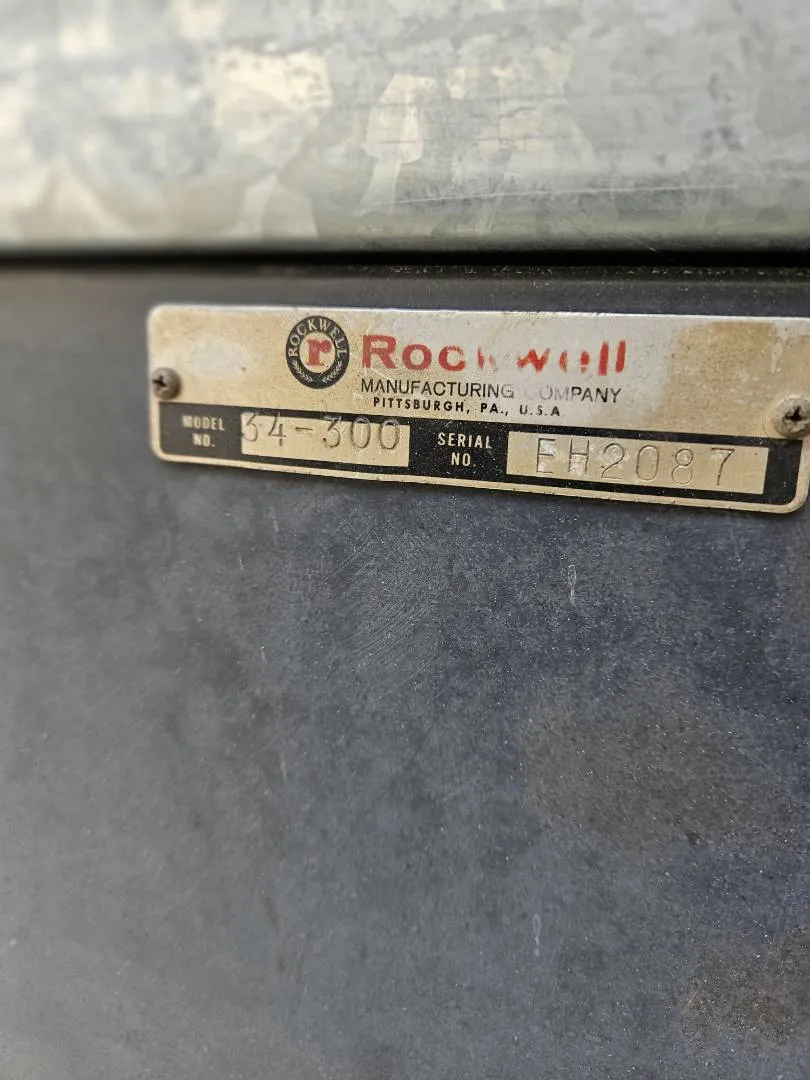 ROCKWELL
r
Rockwell
MANUFACTURING COMPANY
PITTSBURGH, PA., U.S.A
MODEL NO. 34-300 SERIAL NO. EH2087